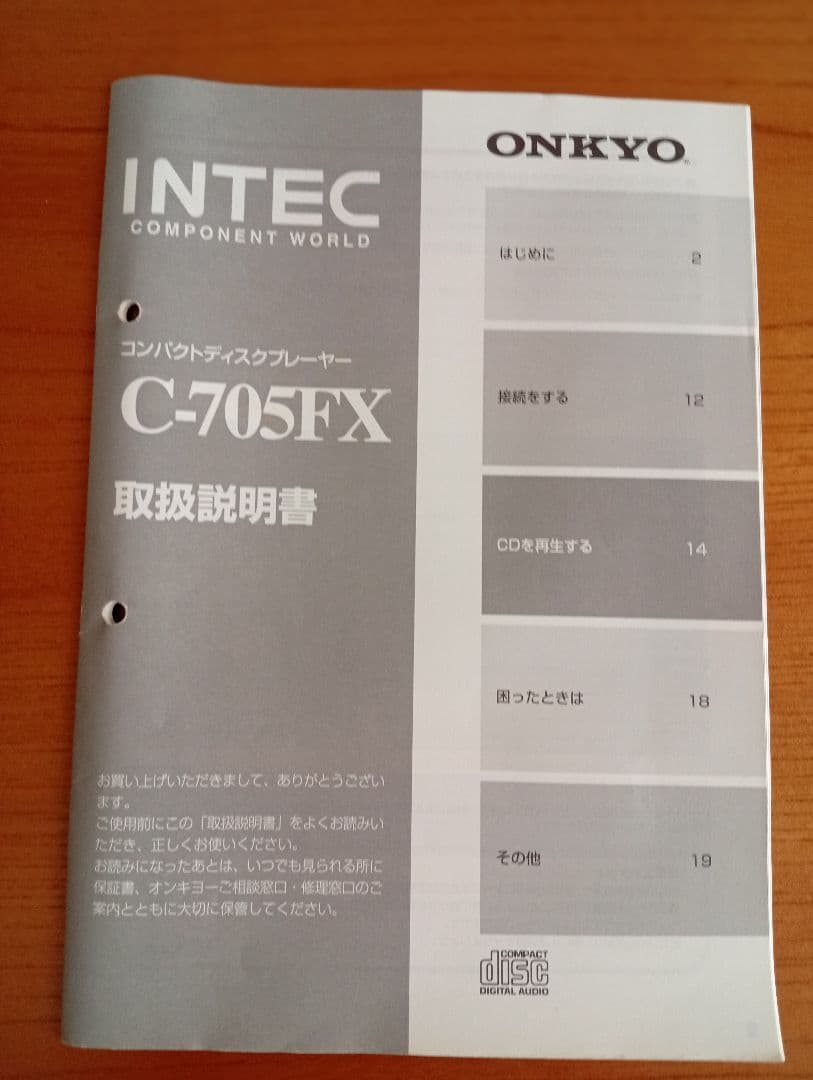 INTEC
COMPONENT WORLD
コンパクトディスクプレーヤー
C-705FX
取扱説明書
お買い上げいただきまして、ありがとうござい
ます。
ご使用前にこの「取扱説明書」をよくお読みい
ただき、正しくお使いください。
お読みになったあとは、いつでも見られる所に
保証書、オンキヨーご相談窓口・修理窓口のご
案内とともに大切に保管してください。
ONKYO®
はじめに 2
接続をする 12
CDを再生する 14
困ったときは 18
その他 19
COMPACT
disc
DIGITAL AUDIO